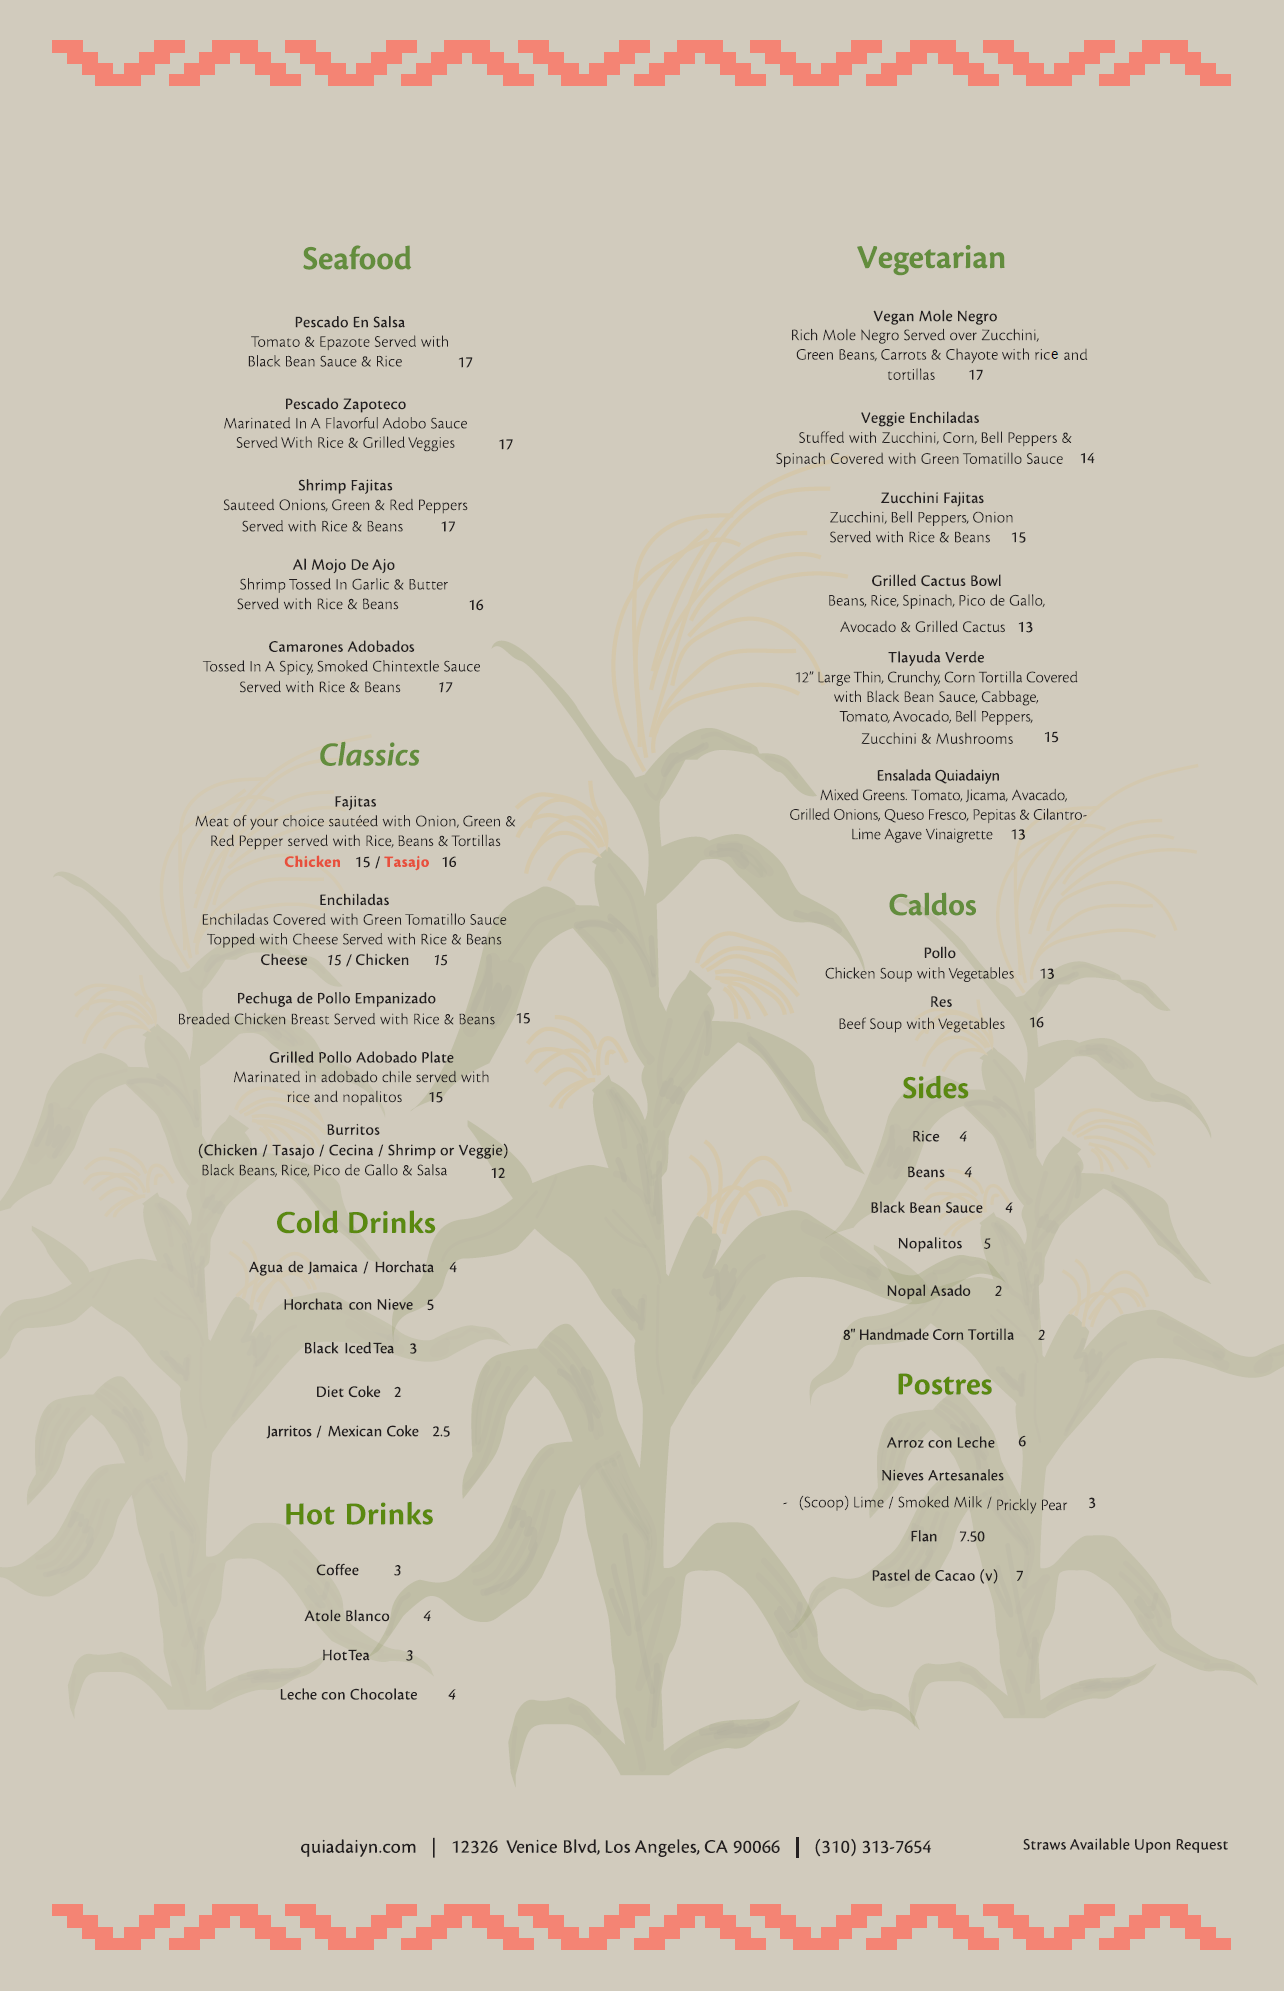 Seafood
Pescado En Salsa
Tomato & Epazote Served with
Black Bean Sauce & Rice 17
Pescado Zapoteco
Marinated In A Flavorful Adobo Sauce
Served With Rice & Grilled Veggies 17
Shrimp Fajitas
Sauteed Onions, Green & Red Peppers
Served with Rice & Beans 17
Al Mojo De Ajo
Shrimp Tossed In Garlic & Butter
Served with Rice & Beans 16
Camarones Adobados
Tossed In A Spicy, Smoked Chintextle Sauce
Served with Rice & Beans 17
Classics
Fajitas
Meat of your choice sautéed with Onion, Green &
Red Pepper served with Rice, Beans & Tortillas
Chicken 15 / Tasajo 16
Enchiladas
Enchiladas Covered with Green Tomatillo Sauce
Topped with Cheese Served with Rice & Beans
Cheese 15 / Chicken 15
Pechuga de Pollo Empanizado
Breaded Chicken Breast Served with Rice & Beans 15
Grilled Pollo Adobado Plate
Marinated in adobado chile served with
rice and nopalitos 15
Burritos
(Chicken / Tasajo / Cecina / Shrimp or Veggie)
Black Beans, Rice, Pico de Gallo & Salsa 12
Cold Drinks
Agua de Jamaica / Horchata 4
Horchata con Nieve 5
Black Iced Tea 3
Diet Coke 2
Jarritos / Mexican Coke 2.5
Hot Drinks
Coffee 3
Atole Blanco 4
Hot Tea 3
Leche con Chocolate 4
Vegetarian
Vegan Mole Negro
Rich Mole Negro Served over Zucchini,
Green Beans, Carrots & Chayote with rice and
tortillas 17
Veggie Enchiladas
Stuffed with Zucchini, Corn, Bell Peppers &
Spinach Covered with Green Tomatillo Sauce 14
Zucchini Fajitas
Zucchini, Bell Peppers, Onion
Served with Rice & Beans 15
Grilled Cactus Bowl
Beans, Rice, Spinach, Pico de Gallo,
Avocado & Grilled Cactus 13
Tlayuda Verde
12" Large Thin, Crunchy, Corn Tortilla Covered
with Black Bean Sauce, Cabbage,
Tomato, Avocado, Bell Peppers,
Zucchini & Mushrooms 15
Ensalada Quiadaiyn
Mixed Greens. Tomato, Jicama, Avacado,
Grilled Onions, Queso Fresco, Pepitas & Cilantro-
Lime Agave Vinaigrette 13
Caldos
Pollo
Chicken Soup with Vegetables 13
Res
Beef Soup with Vegetables 16
Sides
Rice 4
Beans 4
Black Bean Sauce 4
Nopalitos 5
Nopal Asado 2
8" Handmade Corn Tortilla 2
Postres
Arroz con Leche 6
Nieves Artesanales
- (Scoop) Lime / Smoked Milk / Prickly Pear 3
Flan 7.50
Pastel de Cacao (v) 7
quiadaiyn.com | 12326 Venice Blvd, Los Angeles, CA 90066 | (310) 313-7654
Straws Available Upon Request